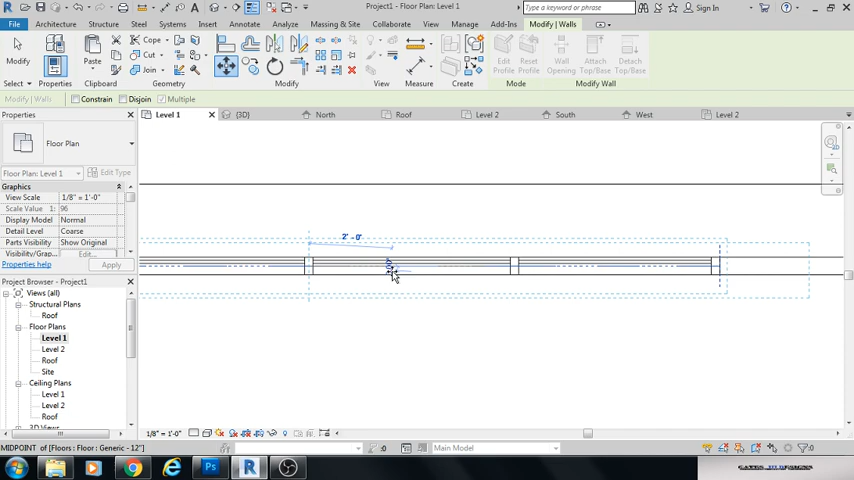 Autodesk Revit 
Project1 - Floor Plan: Level 1
Type a keyword or phrase
Sign In
File Architecture Structure Steel Systems Insert Annotate Analyze Massing & Site Collaborate View Manage Add-Ins Modify | Walls
Modify Properties Paste Cope Cut Join Edit Profile Reset Profile Wall Opening Attach Top/Base Detach Top/Base
Select Properties Clipboard Geometry Modify View Measure Create Mode Modify Wall
Modify | Walls Constrain Disjoin Multiple
Properties Level 1 {3D} North Roof Level 2 South West Level 2
Floor Plan
Floor Plan: Level 1 Edit Type
Graphics
View Scale 1/8" = 1'-0"
Scale Value 1: 96
Display Model Normal
Detail Level Coarse
Parts Visibility Show Original
Visibility/Grap... Edit...
Properties help Apply
Project Browser - Project1
Views (all)
Structural Plans
Roof
Floor Plans
Level 1
Level 2
Roof
Site
Ceiling Plans
Level 1
Level 2
Roof
3D Views
2' - 0"
1/8" = 1'-0"
MIDPOINT of [Floors : Floor : Generic - 12"] :0 Main Model :0